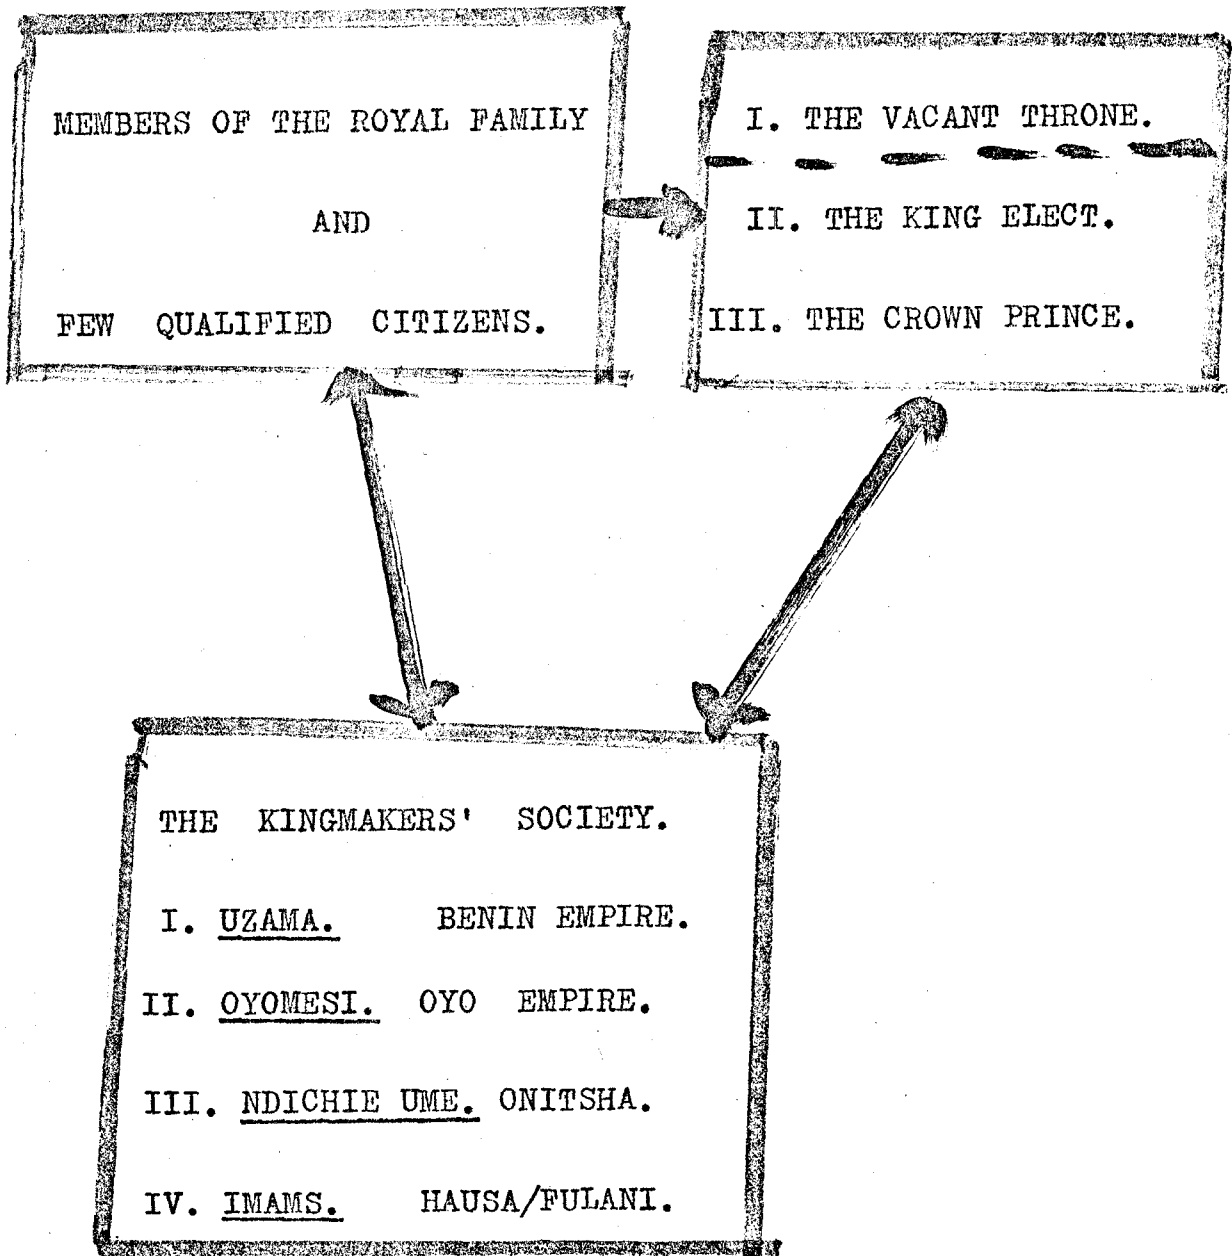 MEMBERS OF THE ROYAL FAMILY
AND
FEW QUALIFIED CITIZENS.
I. THE VACANT THRONE.
II. THE KING ELECT.
III. THE CROWN PRINCE.
THE KINGMAKERS' SOCIETY.
I. UZAMA. BENIN EMPIRE.
II. OYOMESI. OYO EMPIRE.
III. NDICHIE UME. ONITSHA.
IV. IMAMS. HAUSA/FULANI.